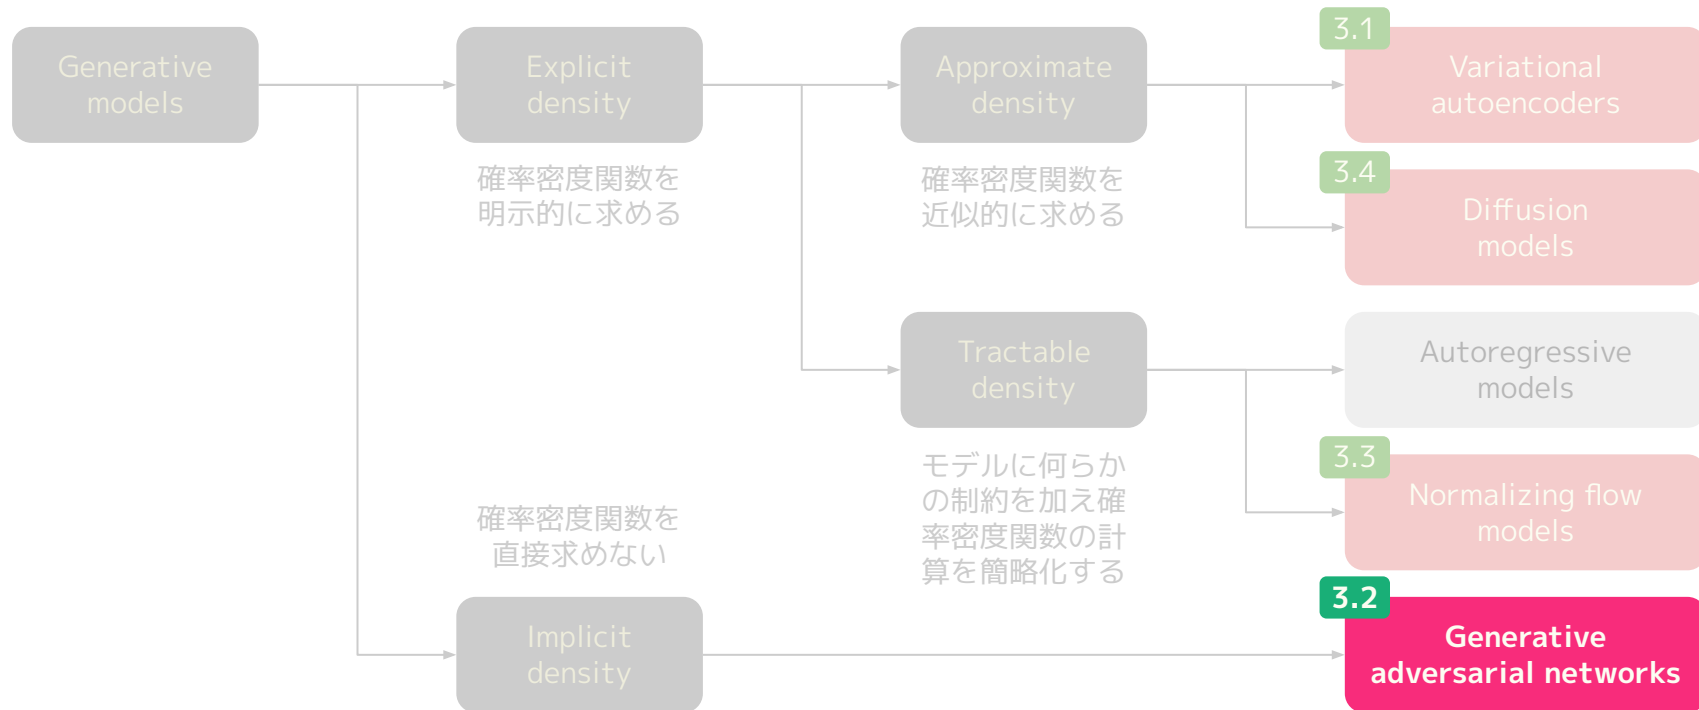 Generative
models
Explicit
density
確率密度関数を
明示的に求める
Approximate
density
確率密度関数を
近似的に求める
3.1
Variational
autoencoders
3.4
Diffusion
models
Tractable
density
モデルに何らか
の制約を加え確
率密度関数の計
算を簡略化する
Autoregressive
models
3.3
Normalizing flow
models
確率密度関数を
直接求めない
Implicit
density
3.2
Generative
adversarial networks